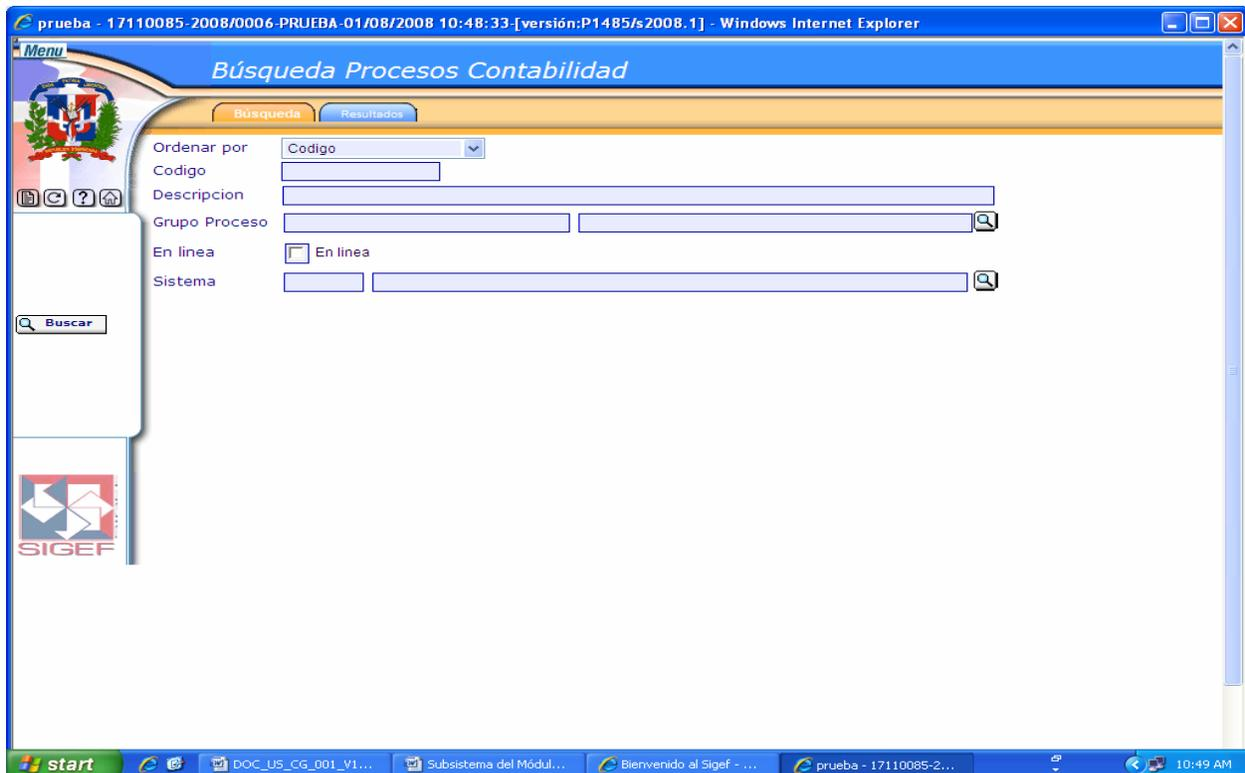 prueba - 17110085-2008/0006-PRUEBA-01/08/2008 10:48:33-[versión:P1485/s2008.1] - Windows Internet Explorer
Menu
Búsqueda Procesos Contabilidad
Búsqueda
Resultados
Ordenar por
Codigo
Codigo
Descripcion
Grupo Proceso
En linea
En linea
Sistema
Buscar
SIGEF
start
DOC_US_CG_001_V1...
Subsistema del Módul...
Bienvenido al Sigef - ...
prueba - 17110085-2...
10:49 AM